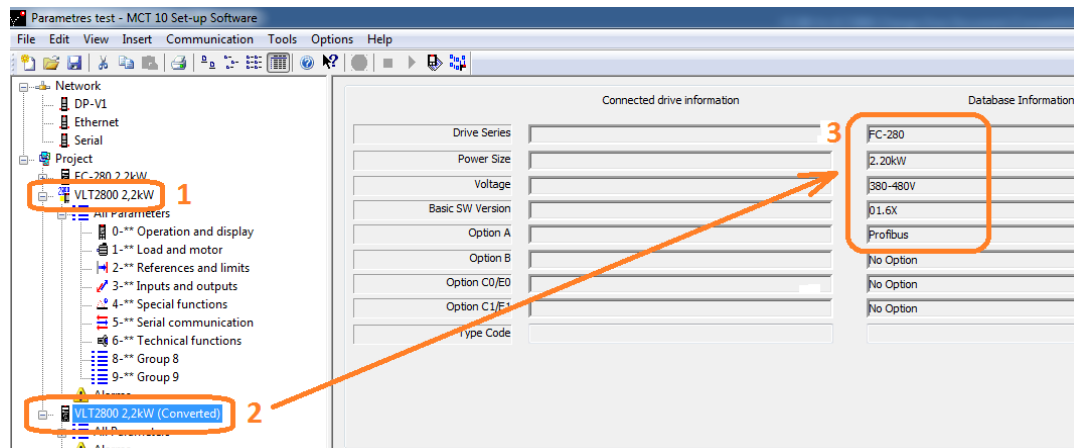 Parametres test - MCT 10 Set-up Software
File Edit View Insert Communication Tools Options Help
Network
DP-V1
Ethernet
Serial
Project
FC-280 2,2kW
VLT2800 2,2kW
1
All Parameters
0-** Operation and display
1-** Load and motor
2-** References and limits
3-** Inputs and outputs
4-** Special functions
5-** Serial communication
6-** Technical functions
8-** Group 8
9-** Group 9
Alarms
VLT2800 2,2kW (Converted)
2
All Parameters
Alarms
Connected drive information
Database Information
3
Drive Series
FC-280
Power Size
2.20kW
Voltage
380-480V
Basic SW Version
01.6X
Option A
Profibus
Option B
No Option
Option C0/E0
No Option
Option C1/E1
No Option
Type Code